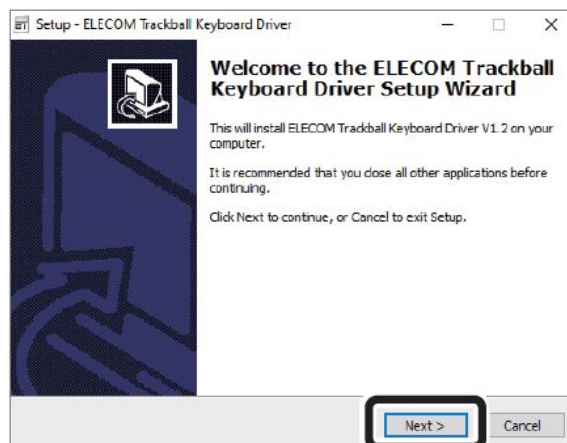 Setup - ELECOM Trackball Keyboard Driver
Welcome to the ELECOM Trackball
Keyboard Driver Setup Wizard
This will install ELECOM Trackball Keyboard Driver V1.2 on your
computer.
It is recommended that you close all other applications before
continuing.
Click Next to continue, or Cancel to exit Setup.
Next >
Cancel